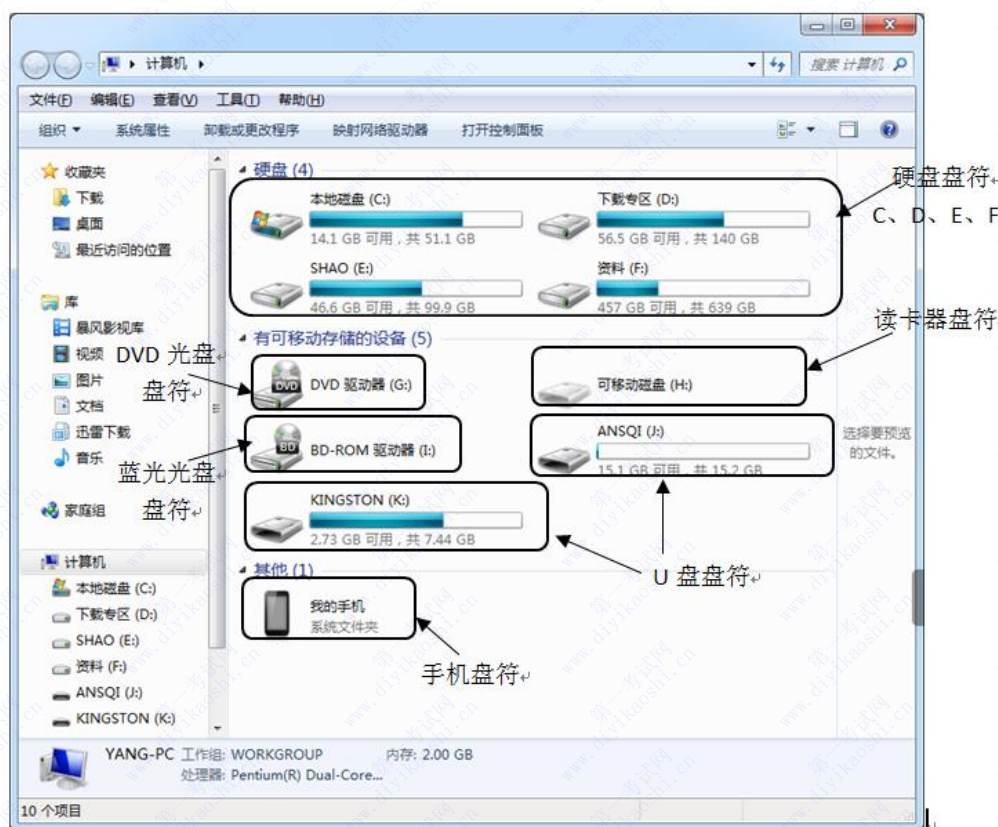 计算机
搜索 计算机
文件(F) 编辑(E) 查看(V) 工具(T) 帮助(H)
组织 系统属性 卸载或更改程序 映射网络驱动器 打开控制面板
收藏夹
下载
桌面
最近访问的位置
库
暴风影视库
视频
图片
文档
迅雷下载
音乐
家庭组
计算机
本地磁盘 (C:)
下载专区 (D:)
SHAO (E:)
资料 (F:)
ANSQI (J:)
KINGSTON (K:)
硬盘 (4)
本地磁盘 (C:)
14.1 GB 可用，共 51.1 GB
下载专区 (D:)
56.5 GB 可用，共 140 GB
SHAO (E:)
46.6 GB 可用，共 99.9 GB
资料 (F:)
457 GB 可用，共 639 GB
硬盘盘符
C、D、E、F
有可移动存储的设备 (5)
DVD 驱动器 (G:)
可移动磁盘 (H:)
读卡器盘符
DVD 光盘
盘符
BD-ROM 驱动器 (I:)
ANSQI (J:)
15.1 GB 可用，共 15.2 GB
选择要预览
的文件。
蓝光光盘
盘符
KINGSTON (K:)
2.73 GB 可用，共 7.44 GB
U 盘盘符
其他 (1)
我的手机
系统文件夹
手机盘符
YANG-PC 工作组: WORKGROUP 内存: 2.00 GB
处理器: Pentium(R) Dual-Core...
10 个项目
第一考试网
www.diyikaoshi.cn